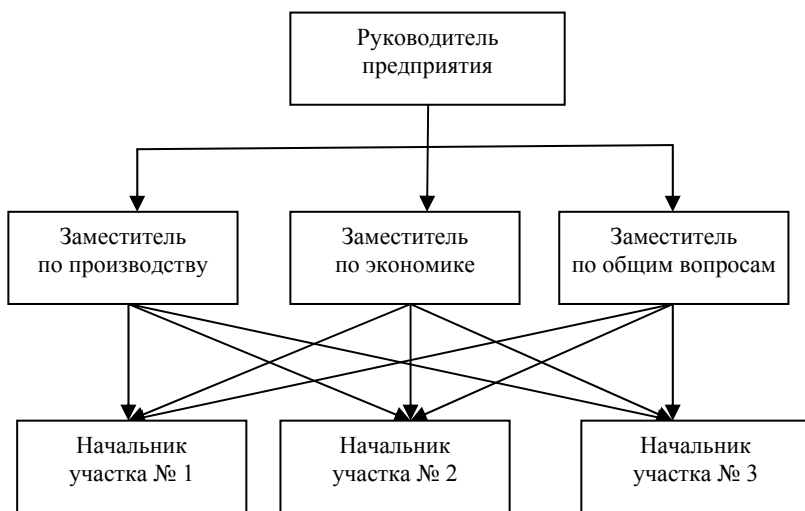 Руководитель
предприятия
Заместитель
по производству
Заместитель
по экономике
Заместитель
по общим вопросам
Начальник
участка № 1
Начальник
участка № 2
Начальник
участка № 3